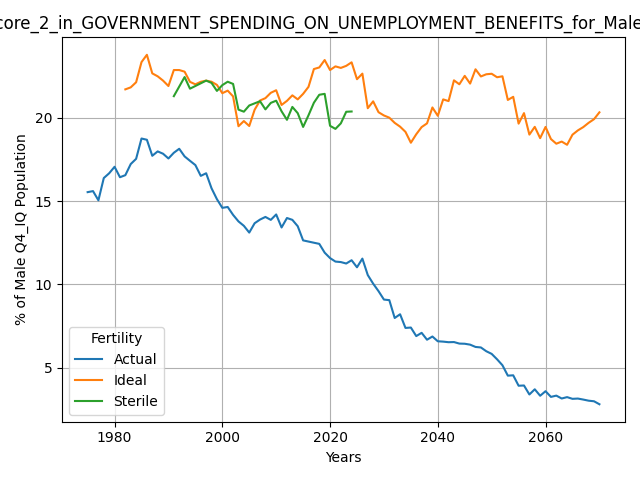 core_2_in_GOVERNMENT_SPENDING_ON_UNEMPLOYMENT_BENEFITS_for_Male
% of Male Q4_IQ Population
20
15
10
5
Fertility
Actual
Ideal
Sterile
1980 2000 2020 2040 2060
Years